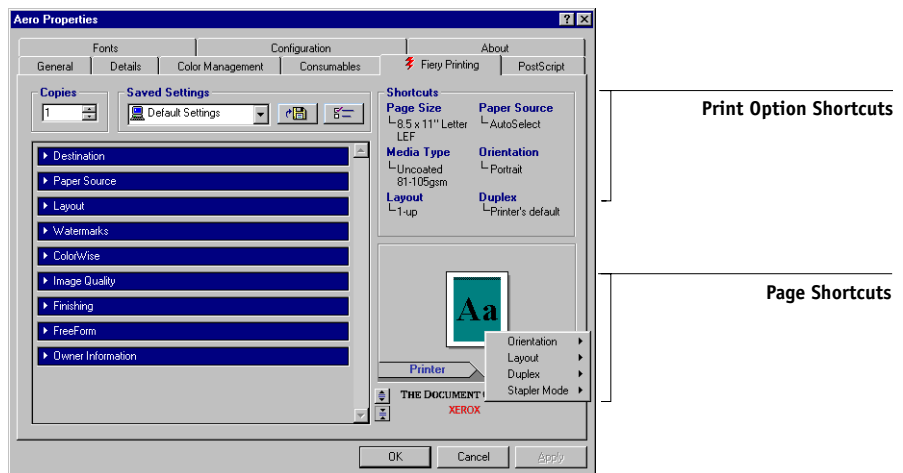 Aero Properties
Fonts Configuration About
General Details Color Management Consumables Fiery Printing PostScript
Copies
1
Saved Settings
Default Settings
Destination
Paper Source
Layout
Watermarks
ColorWise
Image Quality
Finishing
FreeForm
Owner Information
Shortcuts
Page Size Paper Source
8.5 x 11" Letter LEF AutoSelect
Media Type Orientation
Uncoated 81-105gsm Portrait
Layout Duplex
1-up Printer's default
Aa
Orientation
Layout
Duplex
Stapler Mode
Printer
THE DOCUMENT
XEROX
OK Cancel Apply
Print Option Shortcuts
Page Shortcuts